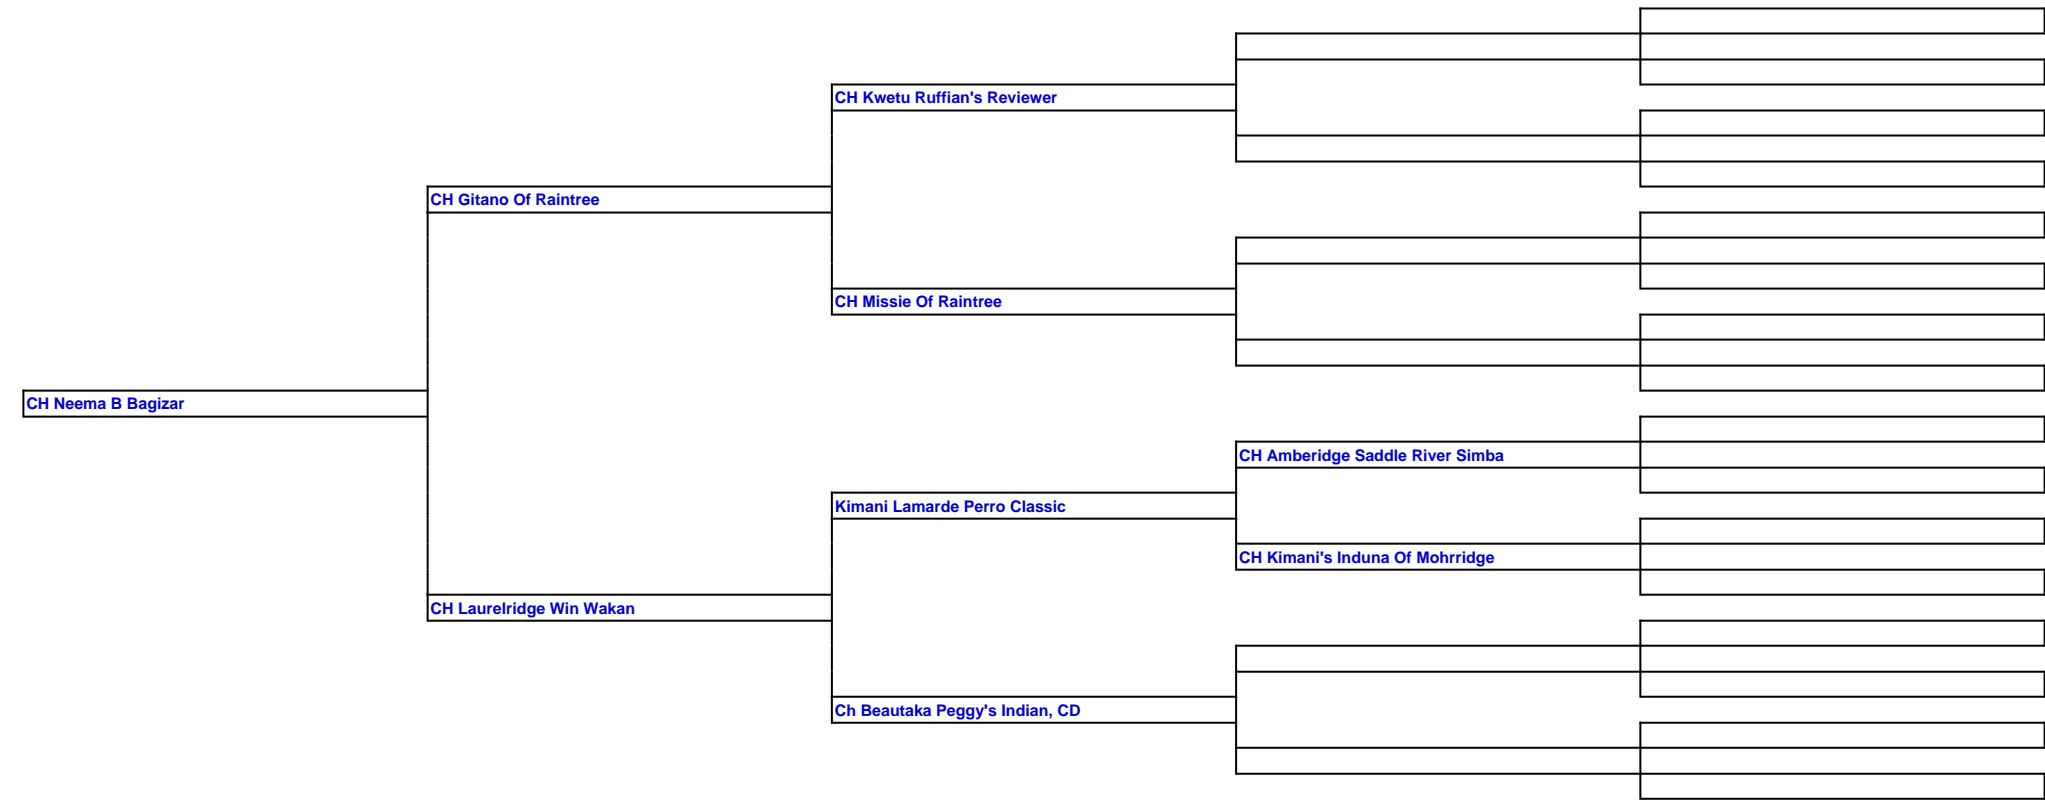 CH Kwetu Ruffian's Reviewer
CH Gitano Of Raintree
CH Missie Of Raintree
CH Neema B Bagizar
CH Amberidge Saddle River Simba
Kimani Lamarde Perro Classic
CH Kimani's Induna Of Mohrridge
CH Laurelridge Win Wakan
Ch Beautaka Peggy's Indian, CD